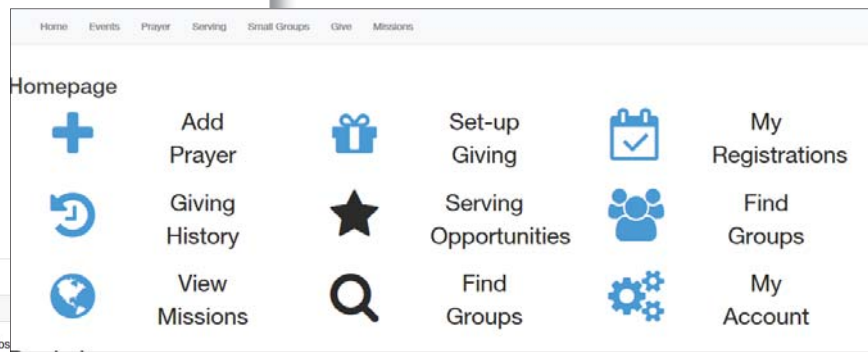 Home Events Prayer Serving Small Groups Give Missions
Homepage
Add Prayer
Set-up Giving
My Registrations
Giving History
Serving Opportunities
Find Groups
View Missions
Find Groups
My Account